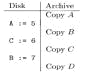 Disk Archive
Copy A
A := 5
Copy B
C := 6
Copy C
B := 7
Copy D